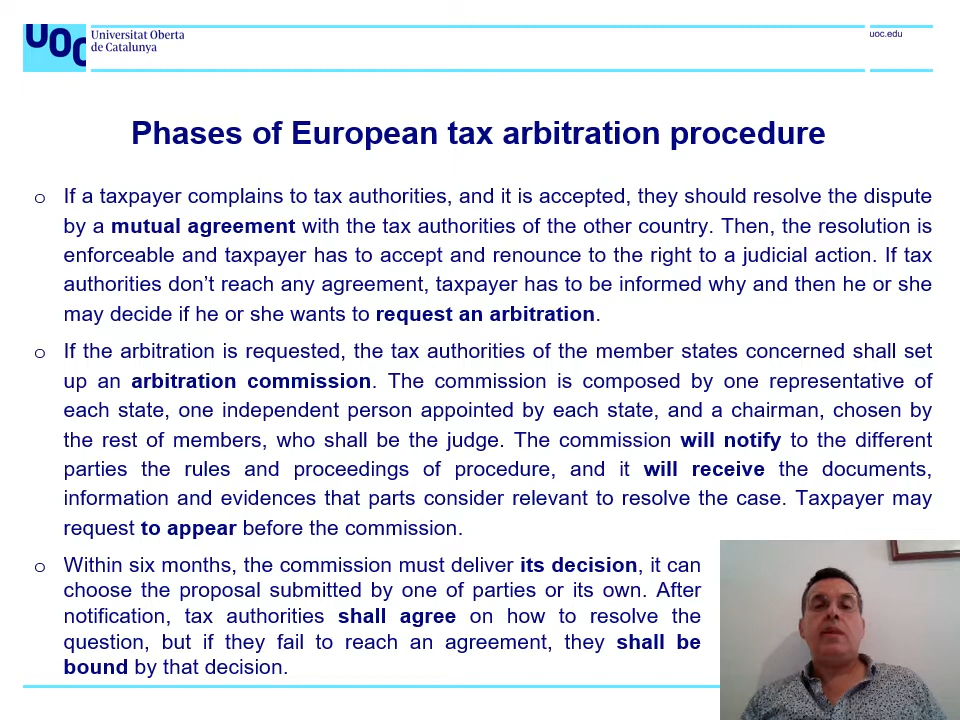 UOC
Universitat Oberta
de Catalunya
uoc.edu
Phases of European tax arbitration procedure
o If a taxpayer complains to tax authorities, and it is accepted, they should resolve the dispute
by a mutual agreement with the tax authorities of the other country. Then, the resolution is
enforceable and taxpayer has to accept and renounce to the right to a judicial action. If tax
authorities don’t reach any agreement, taxpayer has to be informed why and then he or she
may decide if he or she wants to request an arbitration.
o If the arbitration is requested, the tax authorities of the member states concerned shall set
up an arbitration commission. The commission is composed by one representative of
each state, one independent person appointed by each state, and a chairman, chosen by
the rest of members, who shall be the judge. The commission will notify to the different
parties the rules and proceedings of procedure, and it will receive the documents,
information and evidences that parts consider relevant to resolve the case. Taxpayer may
request to appear before the commission.
o Within six months, the commission must deliver its decision, it can
choose the proposal submitted by one of parties or its own. After
notification, tax authorities shall agree on how to resolve the
question, but if they fail to reach an agreement, they shall be
bound by that decision.